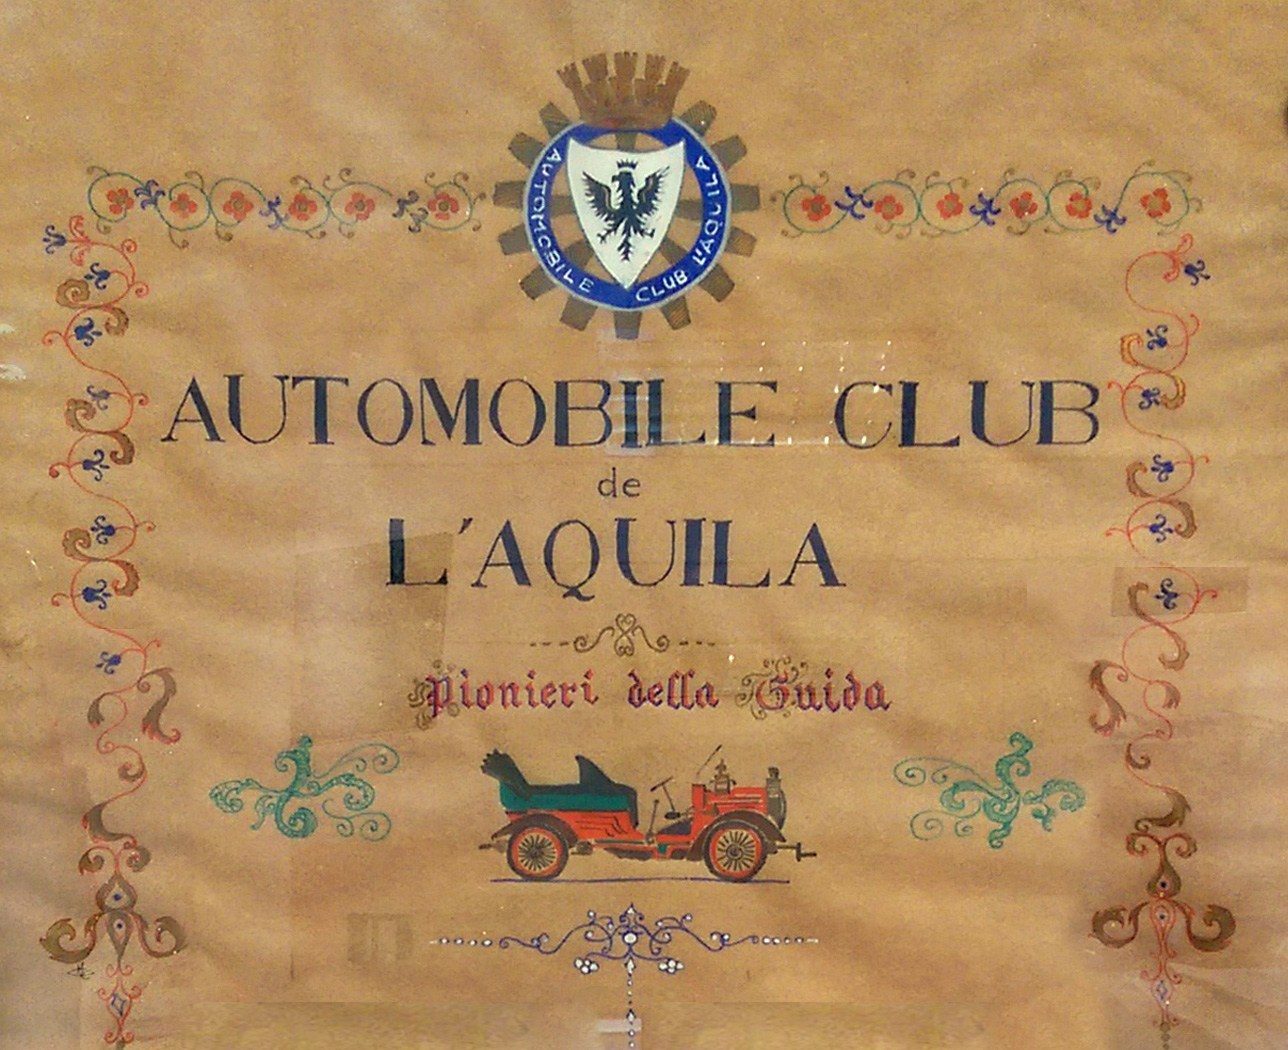 AUTOMOBILE CLUB L'AQUILA
AUTOMOBILE CLUB
de
L'AQUILA
Pionieri della Guida